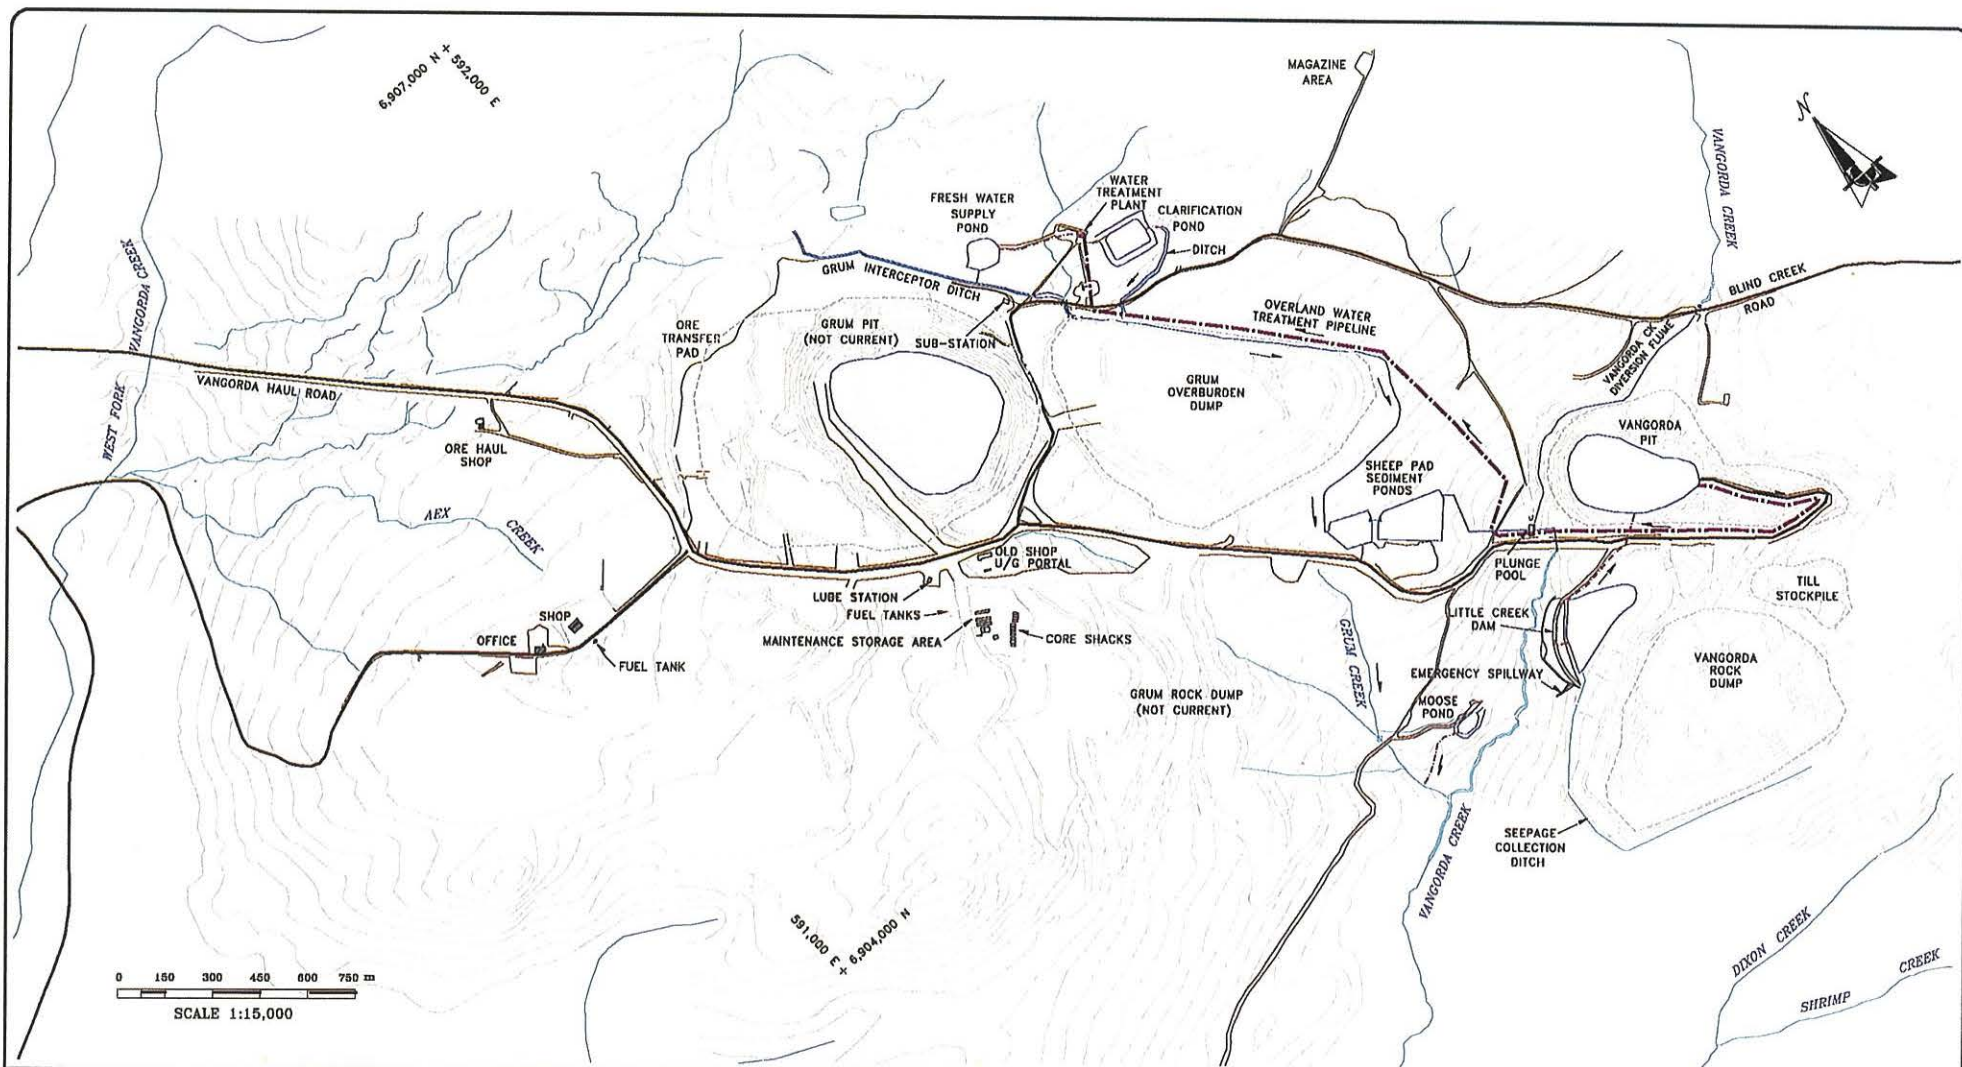 6,907,000 N + 592,000 E
MAGAZINE
AREA
N
VANGORDA CREEK
WATER
TREATMENT
PLANT
FRESH WATER
SUPPLY
POND
CLARIFICATION
POND
DITCH
WEST FORK VANGORDA CREEK
GRUM INTERCEPTOR DITCH
BLIND CREEK
ROAD
OVERLAND WATER
TREATMENT PIPELINE
ORE
TRANSFER
PAD
GRUM PIT
(NOT CURRENT)
SUB-STATION
VANGORDA CK
DIVERSION FLUME
VANGORDA HAUL ROAD
GRUM
OVERBURDEN
DUMP
VANGORDA
PIT
ORE HAUL
SHOP
SHEEP PAD
SEDIMENT
PONDS
AEX CREEK
OLD SHOP
U/G PORTAL
PLUNGE
POOL
TILL
STOCKPILE
LUBE STATION
FUEL TANKS
MAINTENANCE STORAGE AREA
CORE SHACKS
SHOP
OFFICE
FUEL TANK
LITTLE CREEK
DAM
GRUM CREEK
VANGORDA
ROCK
DUMP
EMERGENCY SPILLWAY
GRUM ROCK DUMP
(NOT CURRENT)
MOOSE
POND
SEEPAGE
COLLECTION
DITCH
VANGORDA CREEK
591,000 E + 6,904,000 N
DIXON CREEK
SHRIMP CREEK
0 150 300 450 600 750 m
SCALE 1:15,000